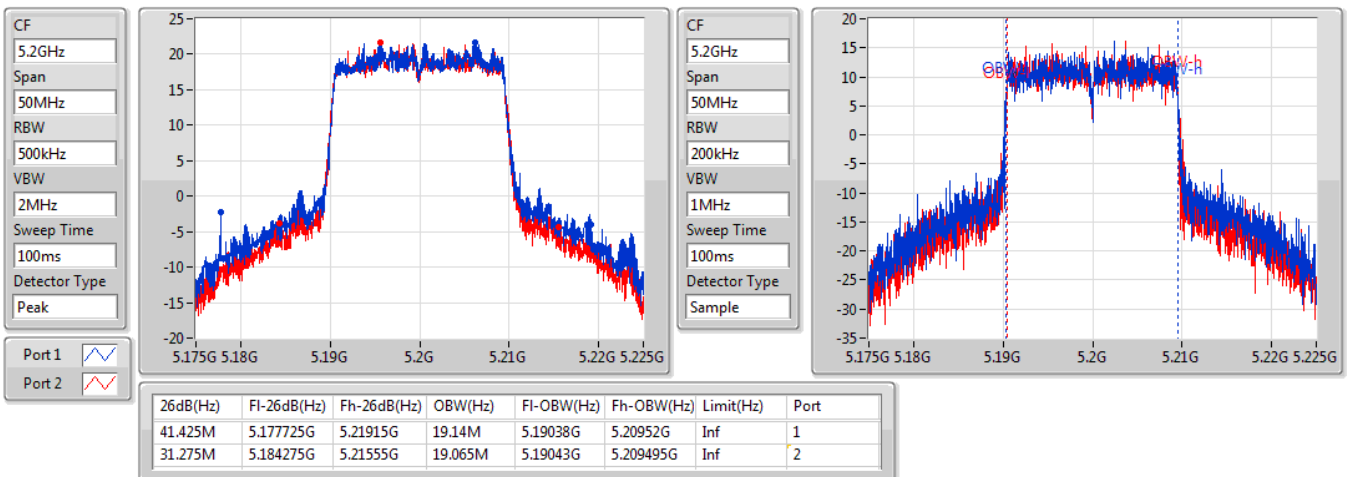 CF
5.2GHz
Span
50MHz
RBW
500kHz
VBW
2MHz
Sweep Time
100ms
Detector Type
Peak
Port 1
Port 2
25
20
15
10
5
0
-5
-10
-15
-20
5.175G 5.18G 5.19G 5.2G 5.21G 5.22G 5.225G
CF
5.2GHz
Span
50MHz
RBW
200kHz
VBW
1MHz
Sweep Time
100ms
Detector Type
Sample
20
15
10
5
0
-5
-10
-15
-20
-25
-30
-35
5.175G 5.18G 5.19G 5.2G 5.21G 5.22G 5.225G
OBW-h
26dB(Hz) Fl-26dB(Hz) Fh-26dB(Hz) OBW(Hz) Fl-OBW(Hz) Fh-OBW(Hz) Limit(Hz) Port
41.425M 5.177725G 5.21915G 19.14M 5.19038G 5.20952G Inf 1
31.275M 5.184275G 5.21555G 19.065M 5.19043G 5.209495G Inf 2